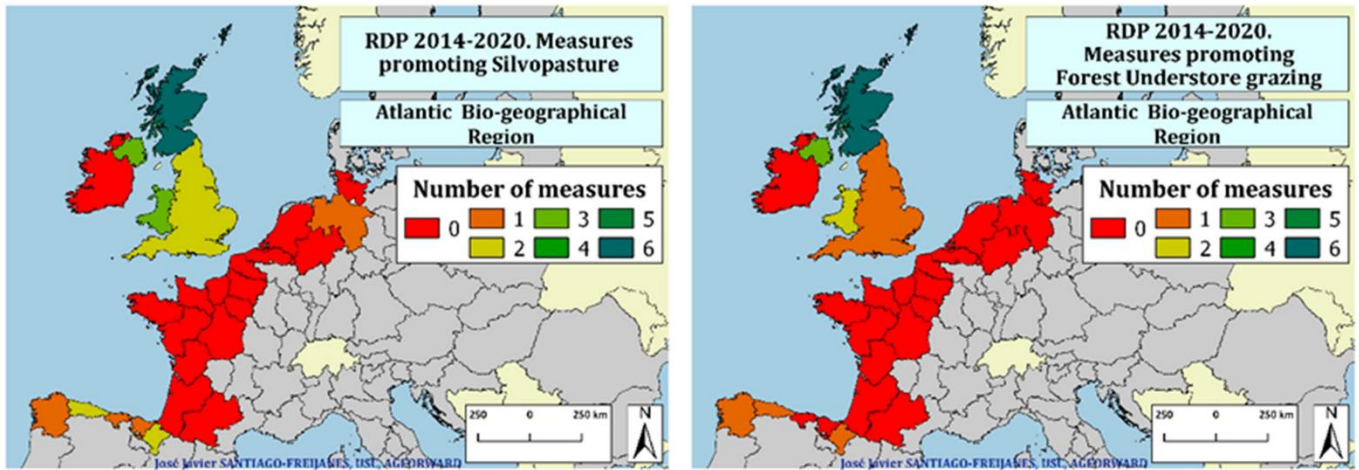 RDP 2014-2020. Measures
promoting Silvopasture
Atlantic Bio-geographical
Region
Number of measures
0 1 3 5
2 4 6
250 0 250 km
N
José Javier SANTIAGO-FREIJANES, USC, AGFORWARD
RDP 2014-2020.
Measures promoting
Forest Understore grazing
Atlantic Bio-geographical
Region
Number of measures
0 1 3 5
2 4 6
250 0 250 km
N
José Javier SANTIAGO-FREIJANES, USC, AGFORWARD